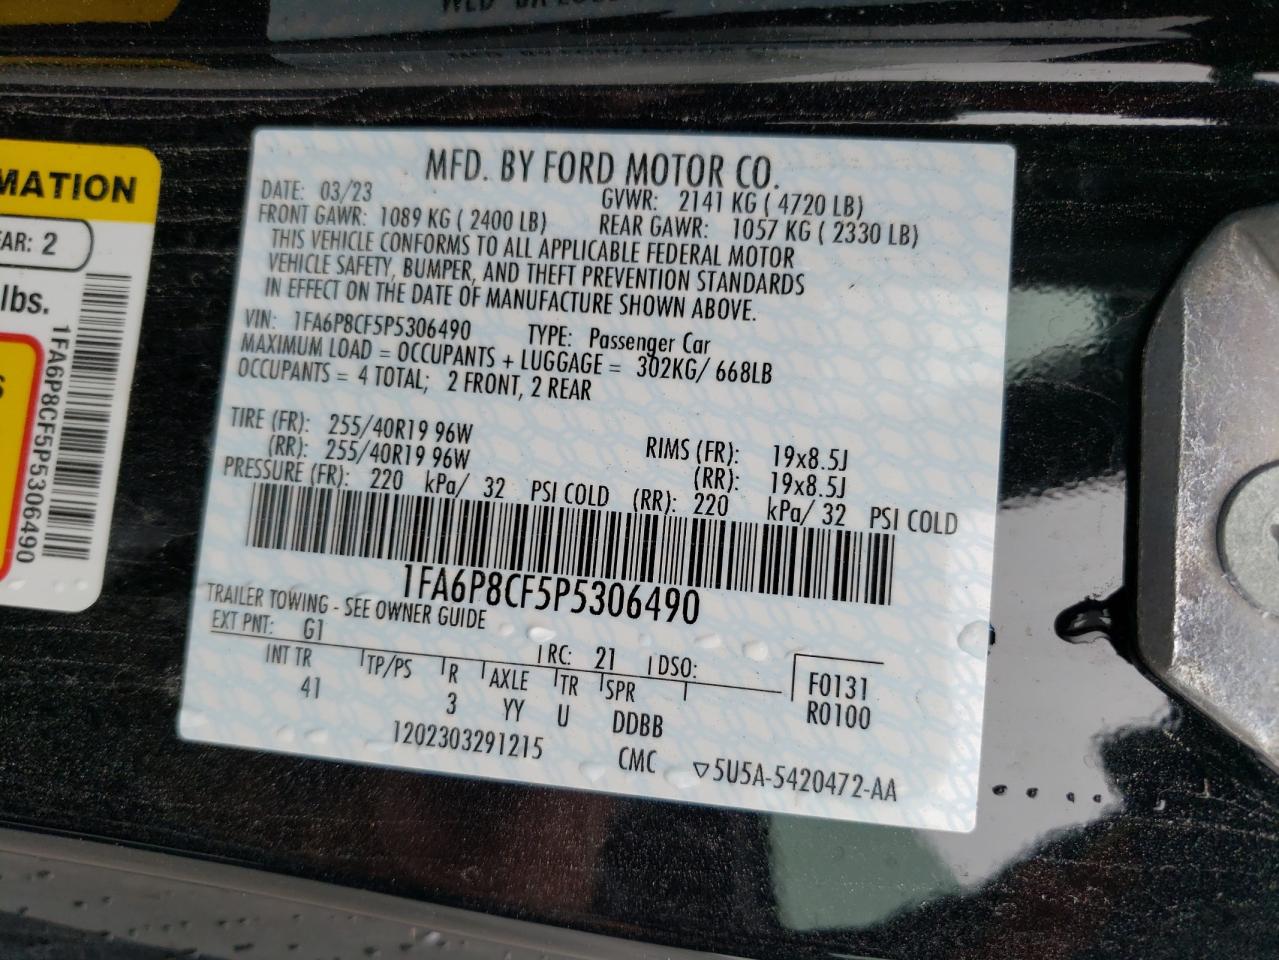 MFD. BY FORD MOTOR CO.
DATE: 03/23 GVWR: 2141 KG ( 4720 LB)
FRONT GAWR: 1089 KG ( 2400 LB) REAR GAWR: 1057 KG ( 2330 LB)
THIS VEHICLE CONFORMS TO ALL APPLICABLE FEDERAL MOTOR
VEHICLE SAFETY, BUMPER, AND THEFT PREVENTION STANDARDS
IN EFFECT ON THE DATE OF MANUFACTURE SHOWN ABOVE.
VIN: 1FA6P8CF5P5306490 TYPE: Passenger Car
MAXIMUM LOAD = OCCUPANTS + LUGGAGE = 302KG/ 668LB
OCCUPANTS = 4 TOTAL; 2 FRONT, 2 REAR
TIRE (FR): 255/40R19 96W RIMS (FR): 19x8.5J
(RR): 255/40R19 96W (RR): 19x8.5J
PRESSURE (FR): 220 kPa/ 32 PSI COLD (RR): 220 kPa/ 32 PSI COLD
1FA6P8CF5P5306490
TRAILER TOWING - SEE OWNER GUIDE
EXT PNT: G1 RC: 21 DSO:
INT TR TP/PS R AXLE TR SPR F0131
41 3 YY U DDBB R0100
1202303291215 CMC ▽5U5A-5420472-AA
MATION
EAR: 2
lbs.
1FA6P8CF5P5306490
S